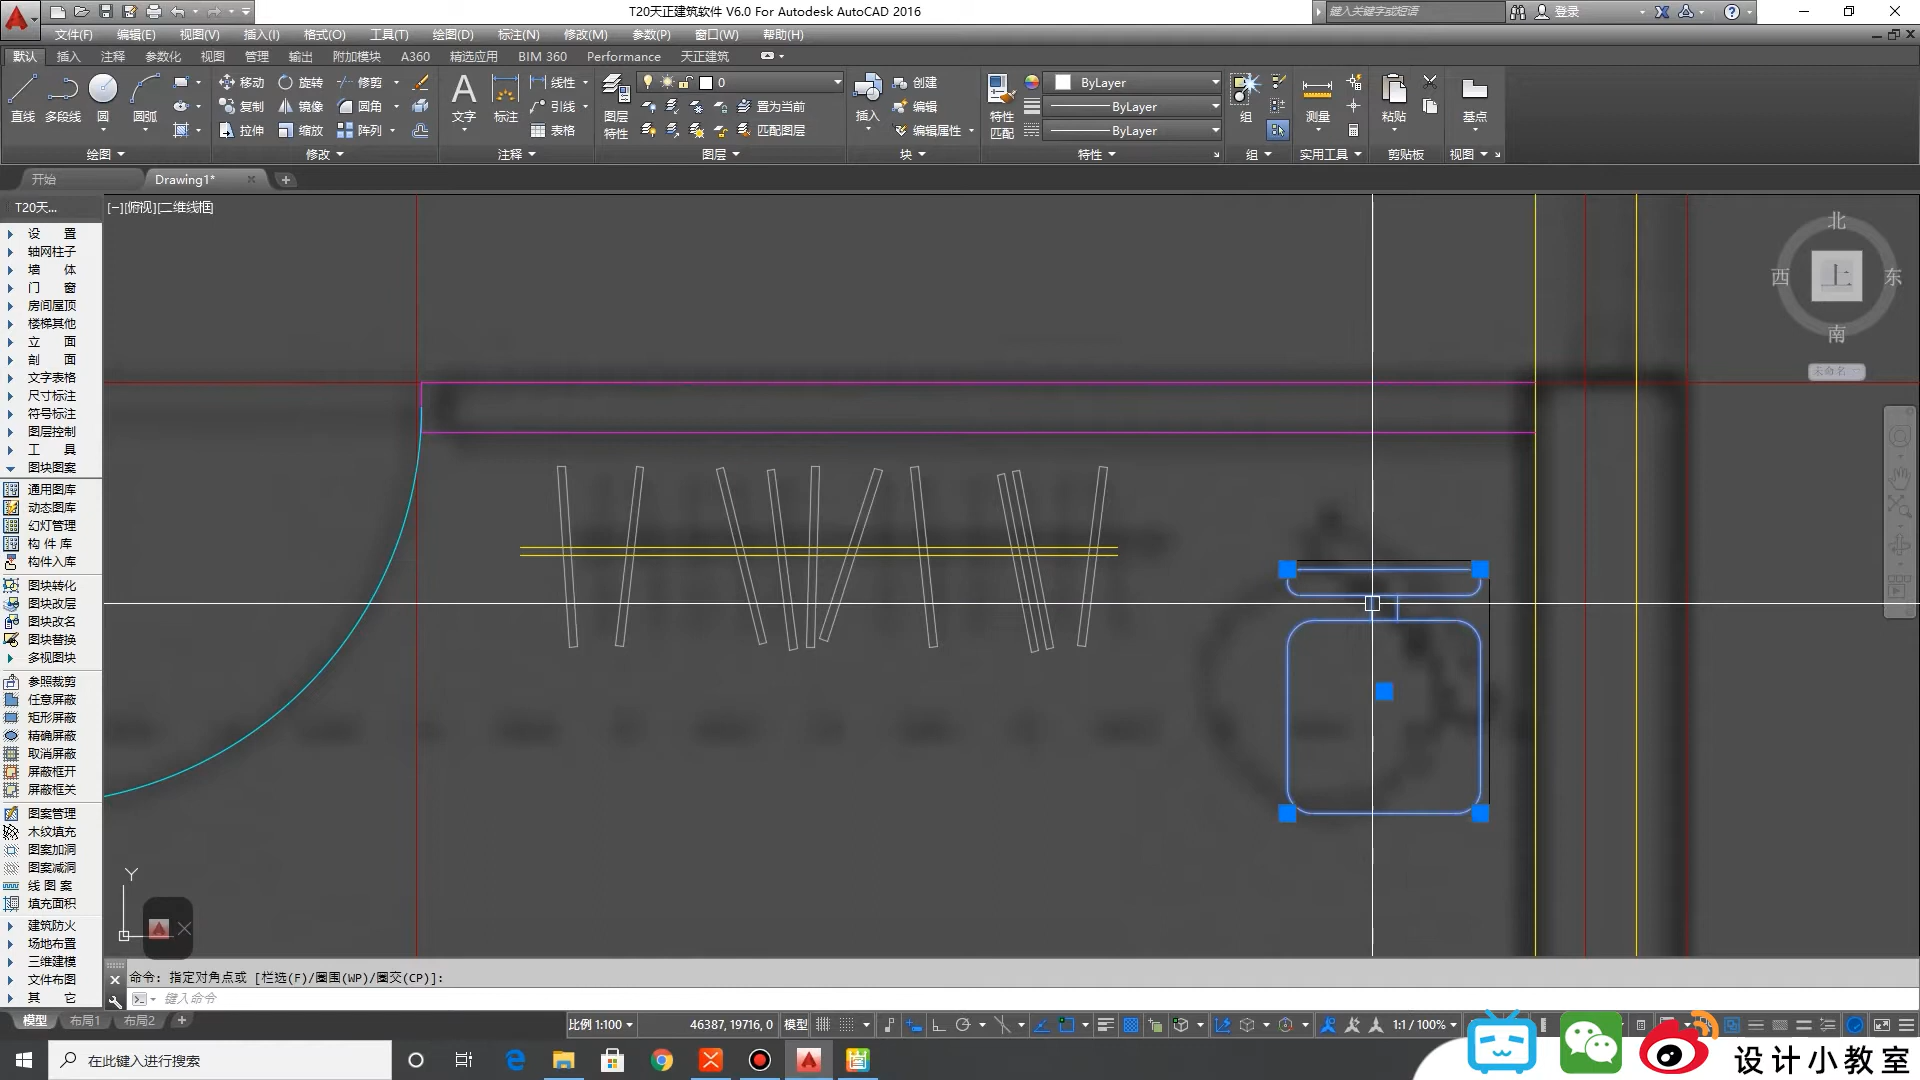 T20天正建筑软件 V6.0 For Autodesk AutoCAD 2016
键入关键字或短语
登录
文件(F) 编辑(E) 视图(V) 插入(I) 格式(O) 工具(T) 绘图(D) 标注(N) 修改(M) 参数(P) 窗口(W) 帮助(H)
默认 插入 注释 参数化 视图 管理 输出 附加模块 A360 精选应用 BIM 360 Performance 天正建筑
直线 多段线 圆 圆弧
移动 旋转 修剪
复制 镜像 圆角
拉伸 缩放 阵列
文字 标注
线性
引线
表格
图层特性
0
置为当前
匹配图层
插入
创建
编辑
编辑属性
特性匹配
ByLayer
ByLayer
ByLayer
组
测量
粘贴
基点
绘图 修改 注释 图层 块 特性 组 实用工具 剪贴板 视图
开始 Drawing1*
T20天...
[−][俯视][二维线框]
设 置
轴网柱子
墙 体
门 窗
房间屋顶
楼梯其他
立 面
剖 面
文字表格
尺寸标注
符号标注
图层控制
工 具
图块图案
通用图库
动态图库
幻灯管理
构 件 库
构件入库
图块转化
图块改层
图块改名
图块替换
多视图块
参照裁剪
任意屏蔽
矩形屏蔽
精确屏蔽
取消屏蔽
屏蔽框开
屏蔽框关
图案管理
木纹填充
图案加洞
图案减洞
线 图 案
填充面积
建筑防火
场地布置
三维建模
文件布图
其 它
北
西 上 东
南
未命名
Y
命令: 指定对角点或 [栏选(F)/圈围(WP)/圈交(CP)]:
键入命令
模型 布局1 布局2
比例 1:100 46387, 19716, 0 模型 1:1 / 100%
在此键入进行搜索
设计小教室